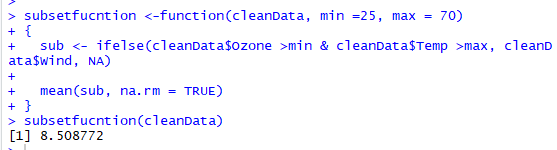 >
> subsetfucntion <-function(cleanData, min =25, max = 70)
+ {
+   sub <- ifelse(cleanData$Ozone >min & cleanData$Temp >max, cleanD
ata$Wind, NA)
+
+   mean(sub, na.rm = TRUE)
+ }
> subsetfucntion(cleanData)
[1] 8.508772
>